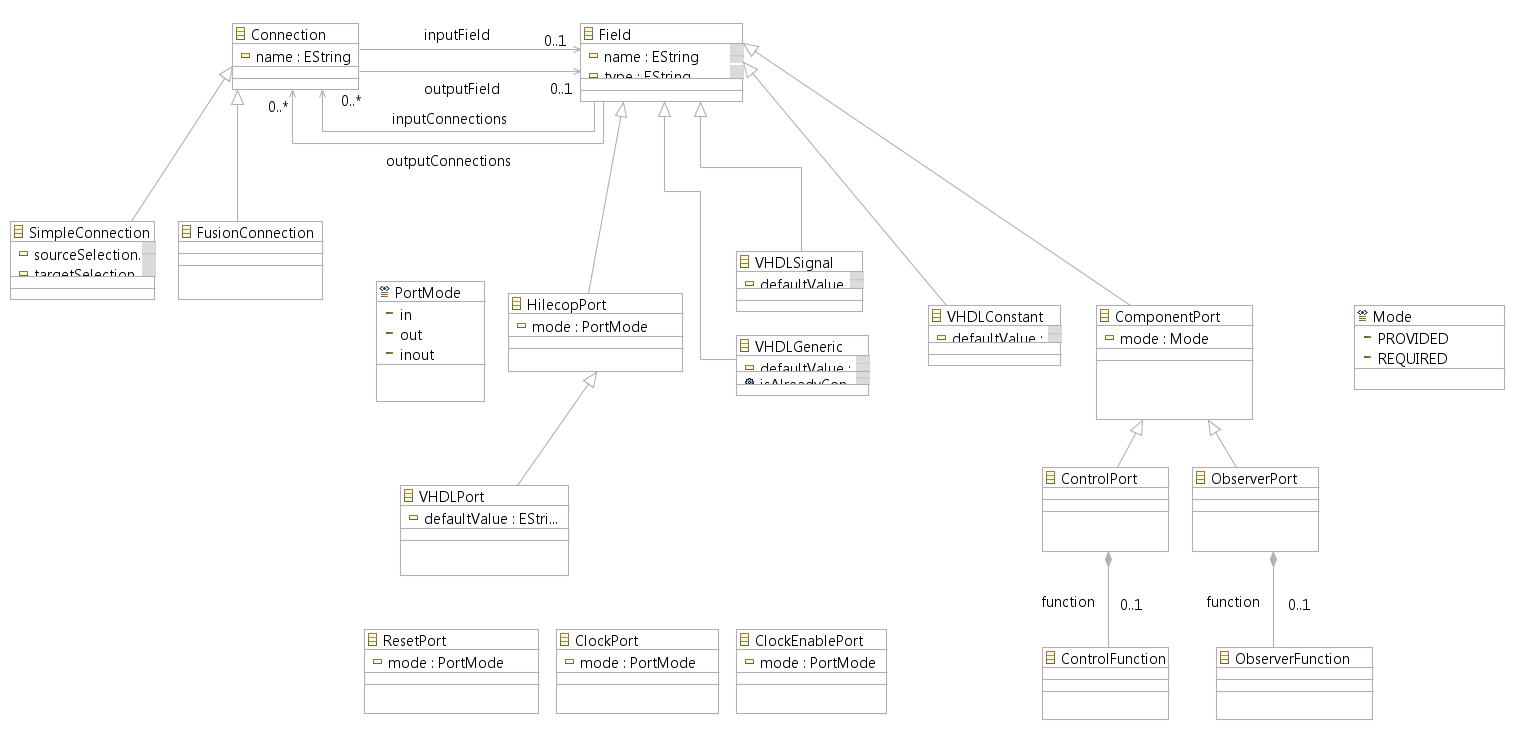 Connection
name : EString
inputField
0..1
outputField
0..1
0..*
0..*
inputConnections
outputConnections
Field
name : EString
type : EString
SimpleConnection
sourceSelection.
targetSelection
FusionConnection
PortMode
in
out
inout
HilecopPort
mode : PortMode
VHDLSignal
defaultValue
VHDLGeneric
defaultValue :
isAlreadyCon
VHDLConstant
defaultValue :
ComponentPort
mode : Mode
Mode
PROVIDED
REQUIRED
VHDLPort
defaultValue : EStri...
ControlPort
ObserverPort
function
0..1
function
0..1
ResetPort
mode : PortMode
ClockPort
mode : PortMode
ClockEnablePort
mode : PortMode
ControlFunction
ObserverFunction